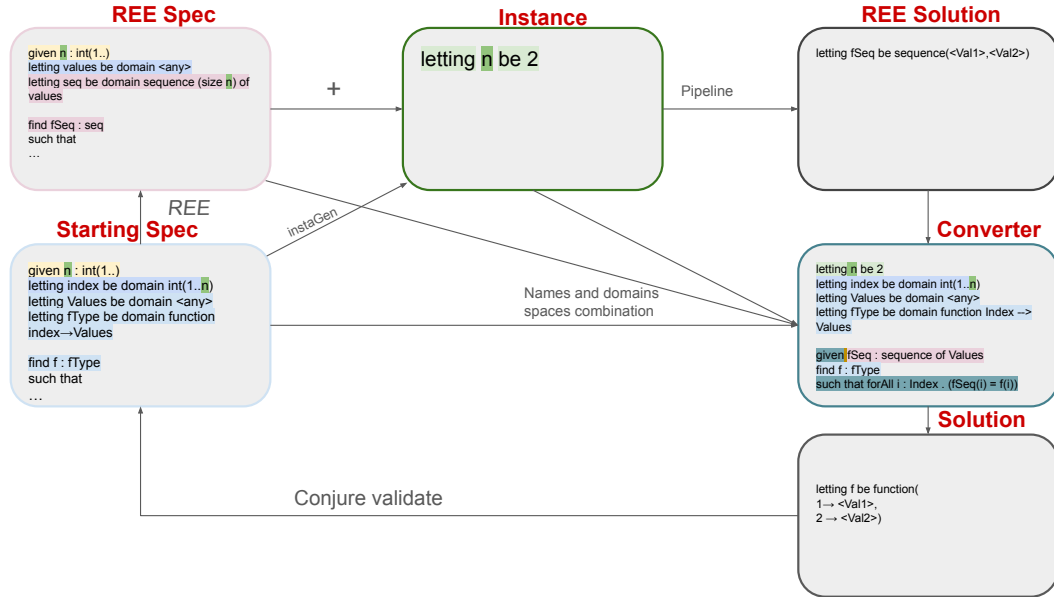 REE Spec
given n : int(1..)
letting values be domain <any>
letting seq be domain sequence (size n) of
values
find fSeq : seq
such that
…
+
Instance
letting n be 2
Pipeline
REE Solution
letting fSeq be sequence(<Val1>,<Val2>)
REE
instaGen
Starting Spec
given n : int(1..)
letting index be domain int(1..n)
letting Values be domain <any>
letting fType be domain function
index→Values
find f : fType
such that
…
Names and domains
spaces combination
Converter
letting n be 2
letting index be domain int(1..n)
letting Values be domain <any>
letting fType be domain function Index -->
Values
given fSeq : sequence of Values
find f : fType
such that forAll i : Index . (fSeq(i) = f(i))
Solution
letting f be function(
1→ <Val1>,
2 → <Val2>)
Conjure validate